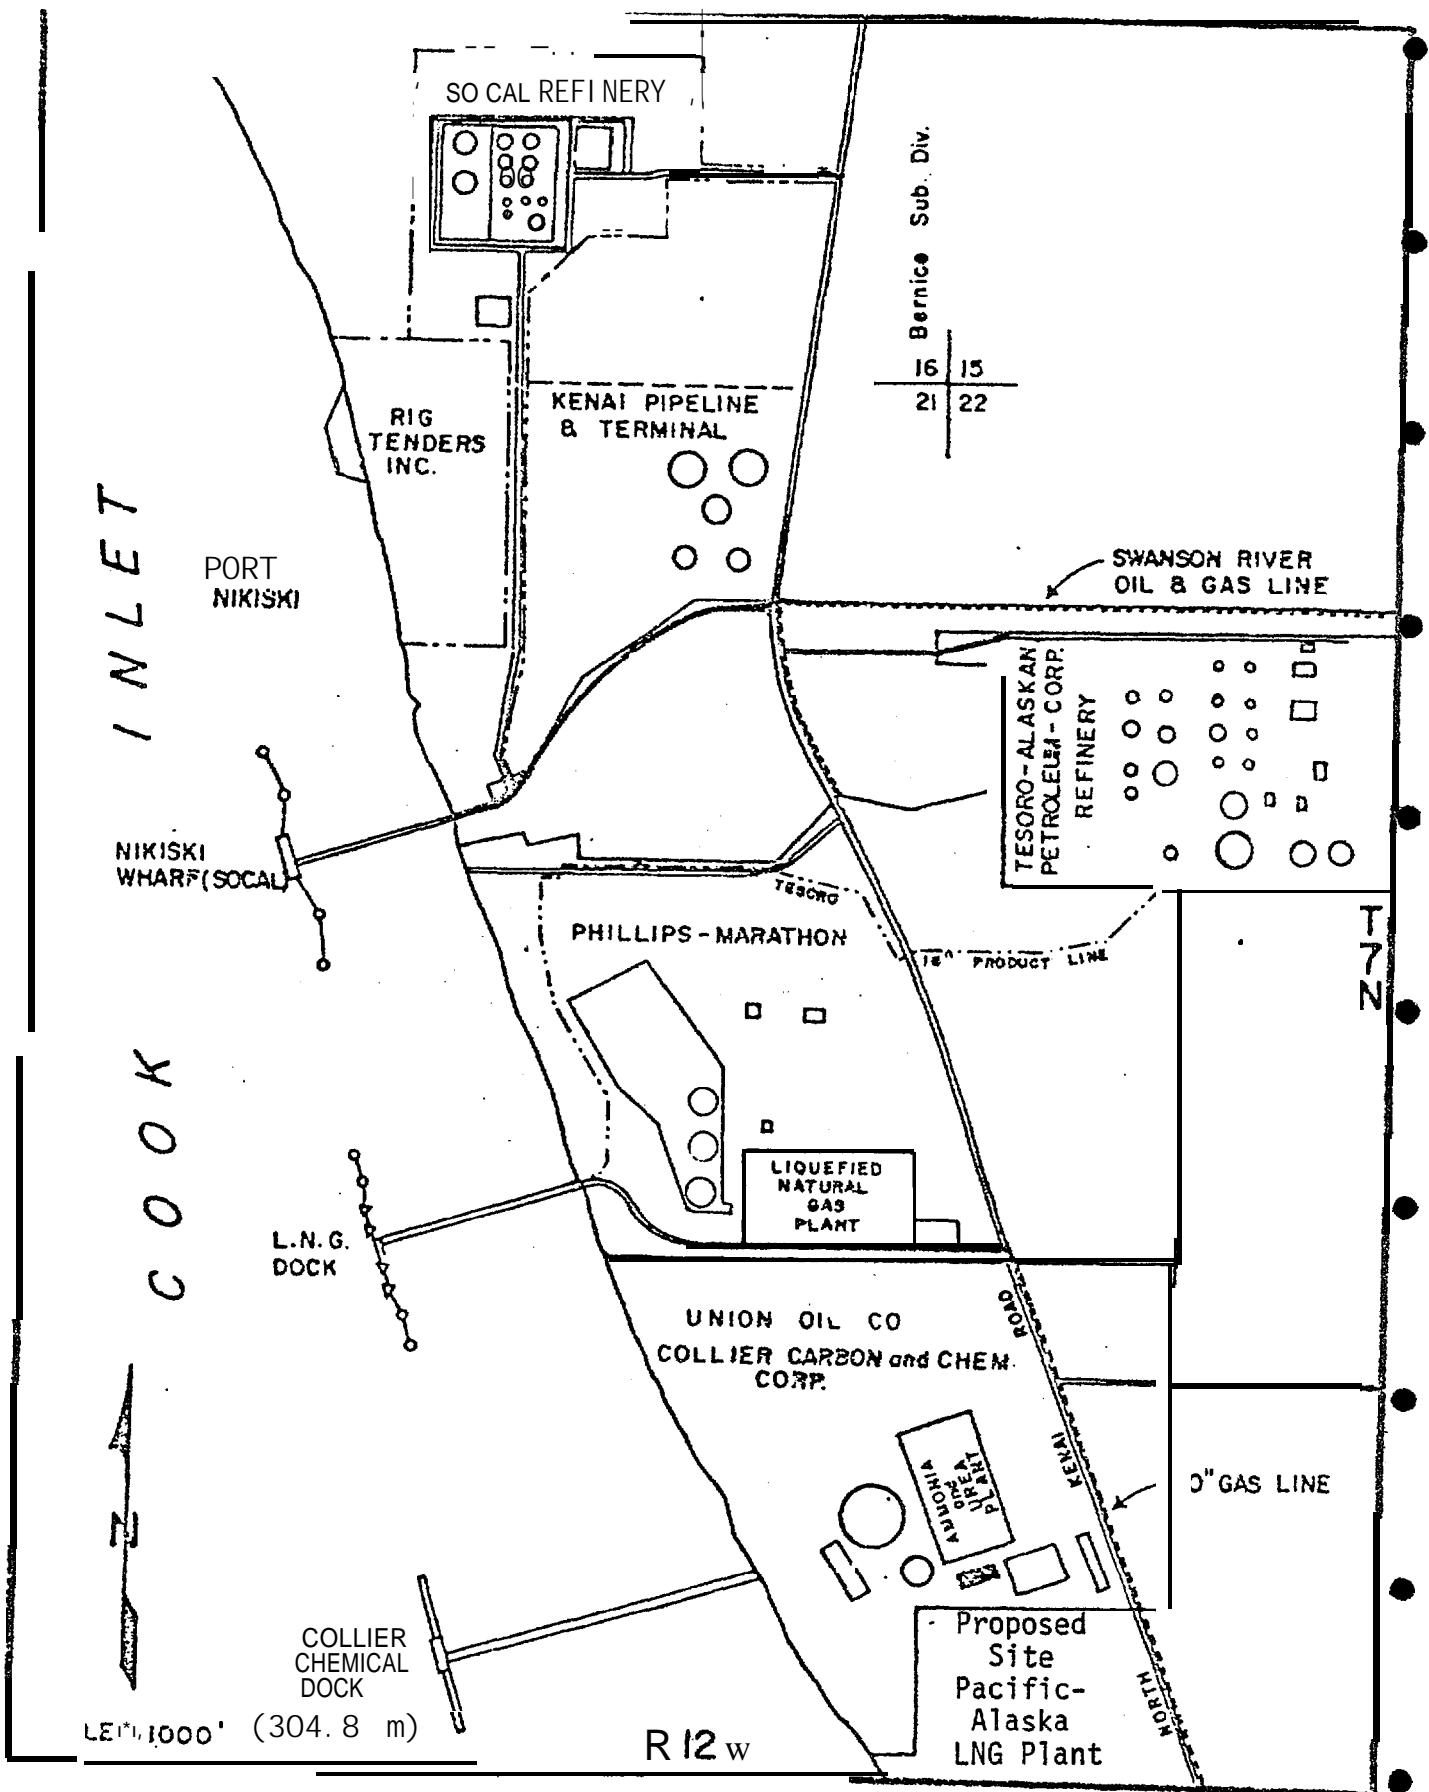 SO CAL REFINERY
Bernice Sub. Div.
16 15
21 22
RIG
TENDERS
INC.
KENAI PIPELINE
& TERMINAL
INLET
PORT
NIKISKI
SWANSON RIVER
OIL & GAS LINE
TESORO-ALASKAN
PETROLEUM-CORP.
REFINERY
NIKISKI
WHARF(SOCAL)
TESORO
PHILLIPS-MARATHON
PRODUCT LINE
T
7
N
COOK
LIQUEFIED
NATURAL
GAS
PLANT
L.N.G.
DOCK
UNION OIL CO
COLLIER CARBON and CHEM.
CORP.
ROAD
KENAI
NORTH
AMMONIA
and
UREA
PLANT
0" GAS LINE
N
COLLIER
CHEMICAL
DOCK
1000' (304.8 m)
R 12 W
Proposed
Site
Pacific-
Alaska
LNG Plant